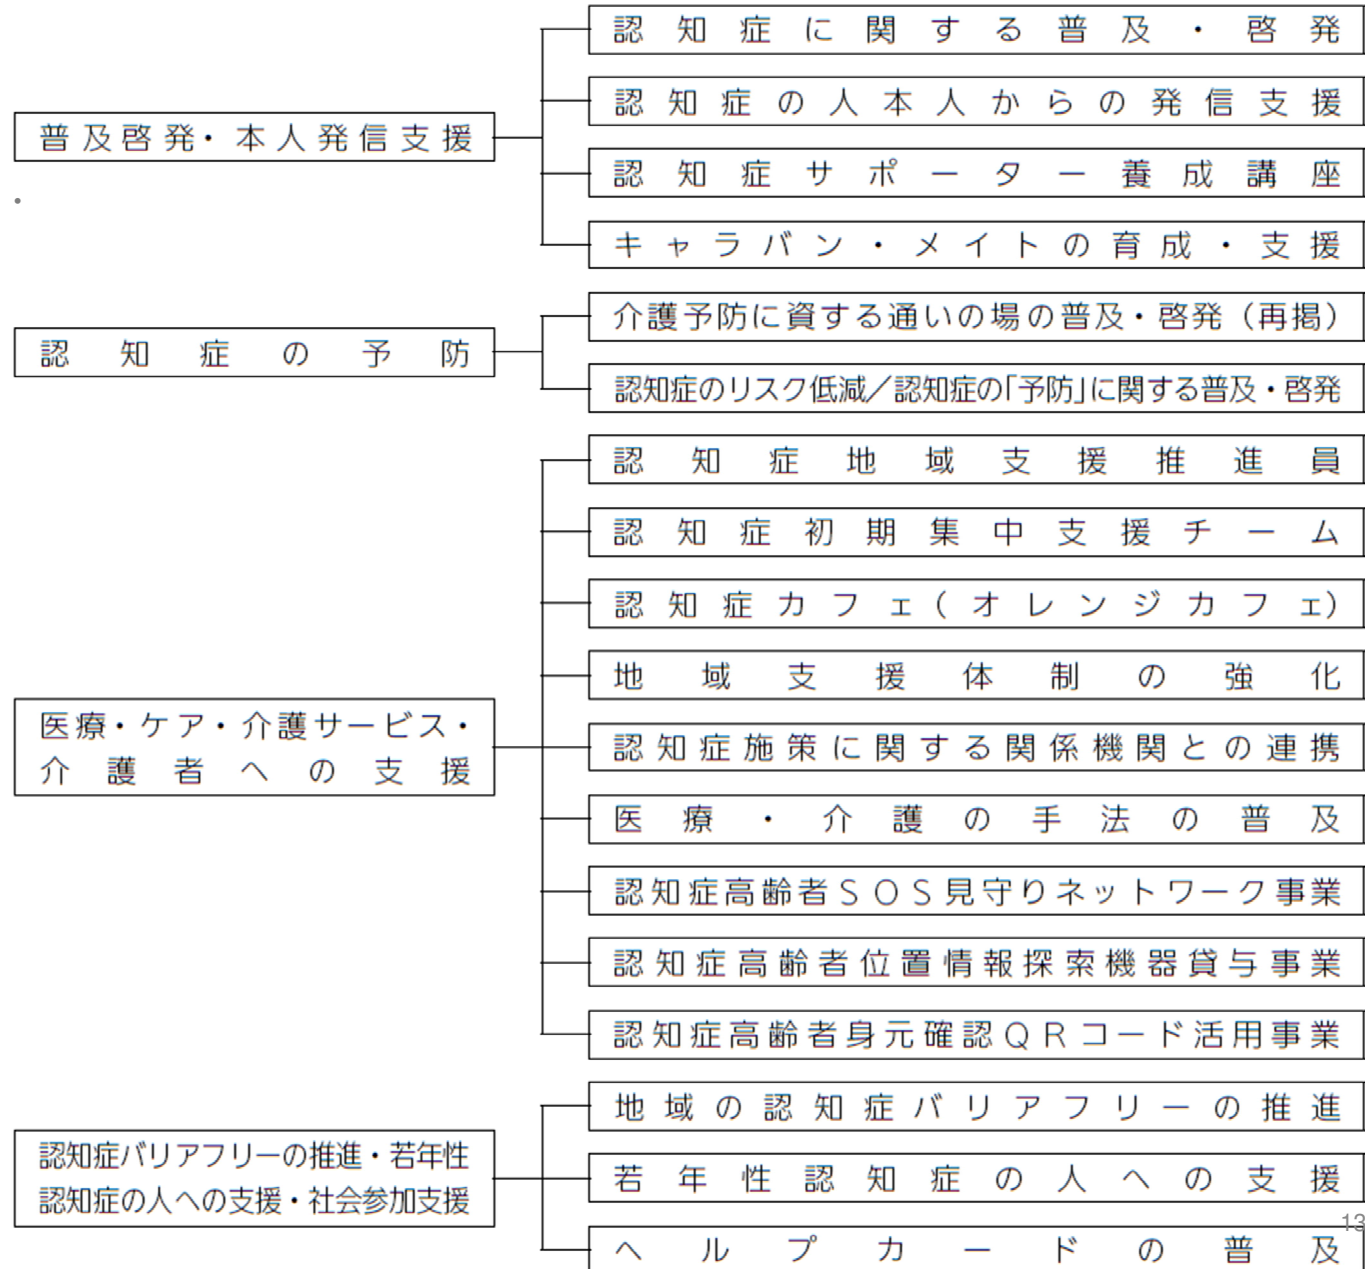 普及啓発・本人発信支援
認知症に関する普及・啓発
認知症の人本人からの発信支援
認知症サポーター養成講座
キャラバン・メイトの育成・支援
認知症の予防
介護予防に資する通いの場の普及・啓発（再掲）
認知症のリスク低減／認知症の「予防」に関する普及・啓発
医療・ケア・介護サービス・
介護者への支援
認知症地域支援推進員
認知症初期集中支援チーム
認知症カフェ(オレンジカフェ)
地域支援体制の強化
認知症施策に関する関係機関との連携
医療・介護の手法の普及
認知症高齢者ＳＯＳ見守りネットワーク事業
認知症高齢者位置情報探索機器貸与事業
認知症高齢者身元確認ＱＲコード活用事業
認知症バリアフリーの推進・若年性
認知症の人への支援・社会参加支援
地域の認知症バリアフリーの推進
若年性認知症の人への支援
ヘルプカードの普及
13